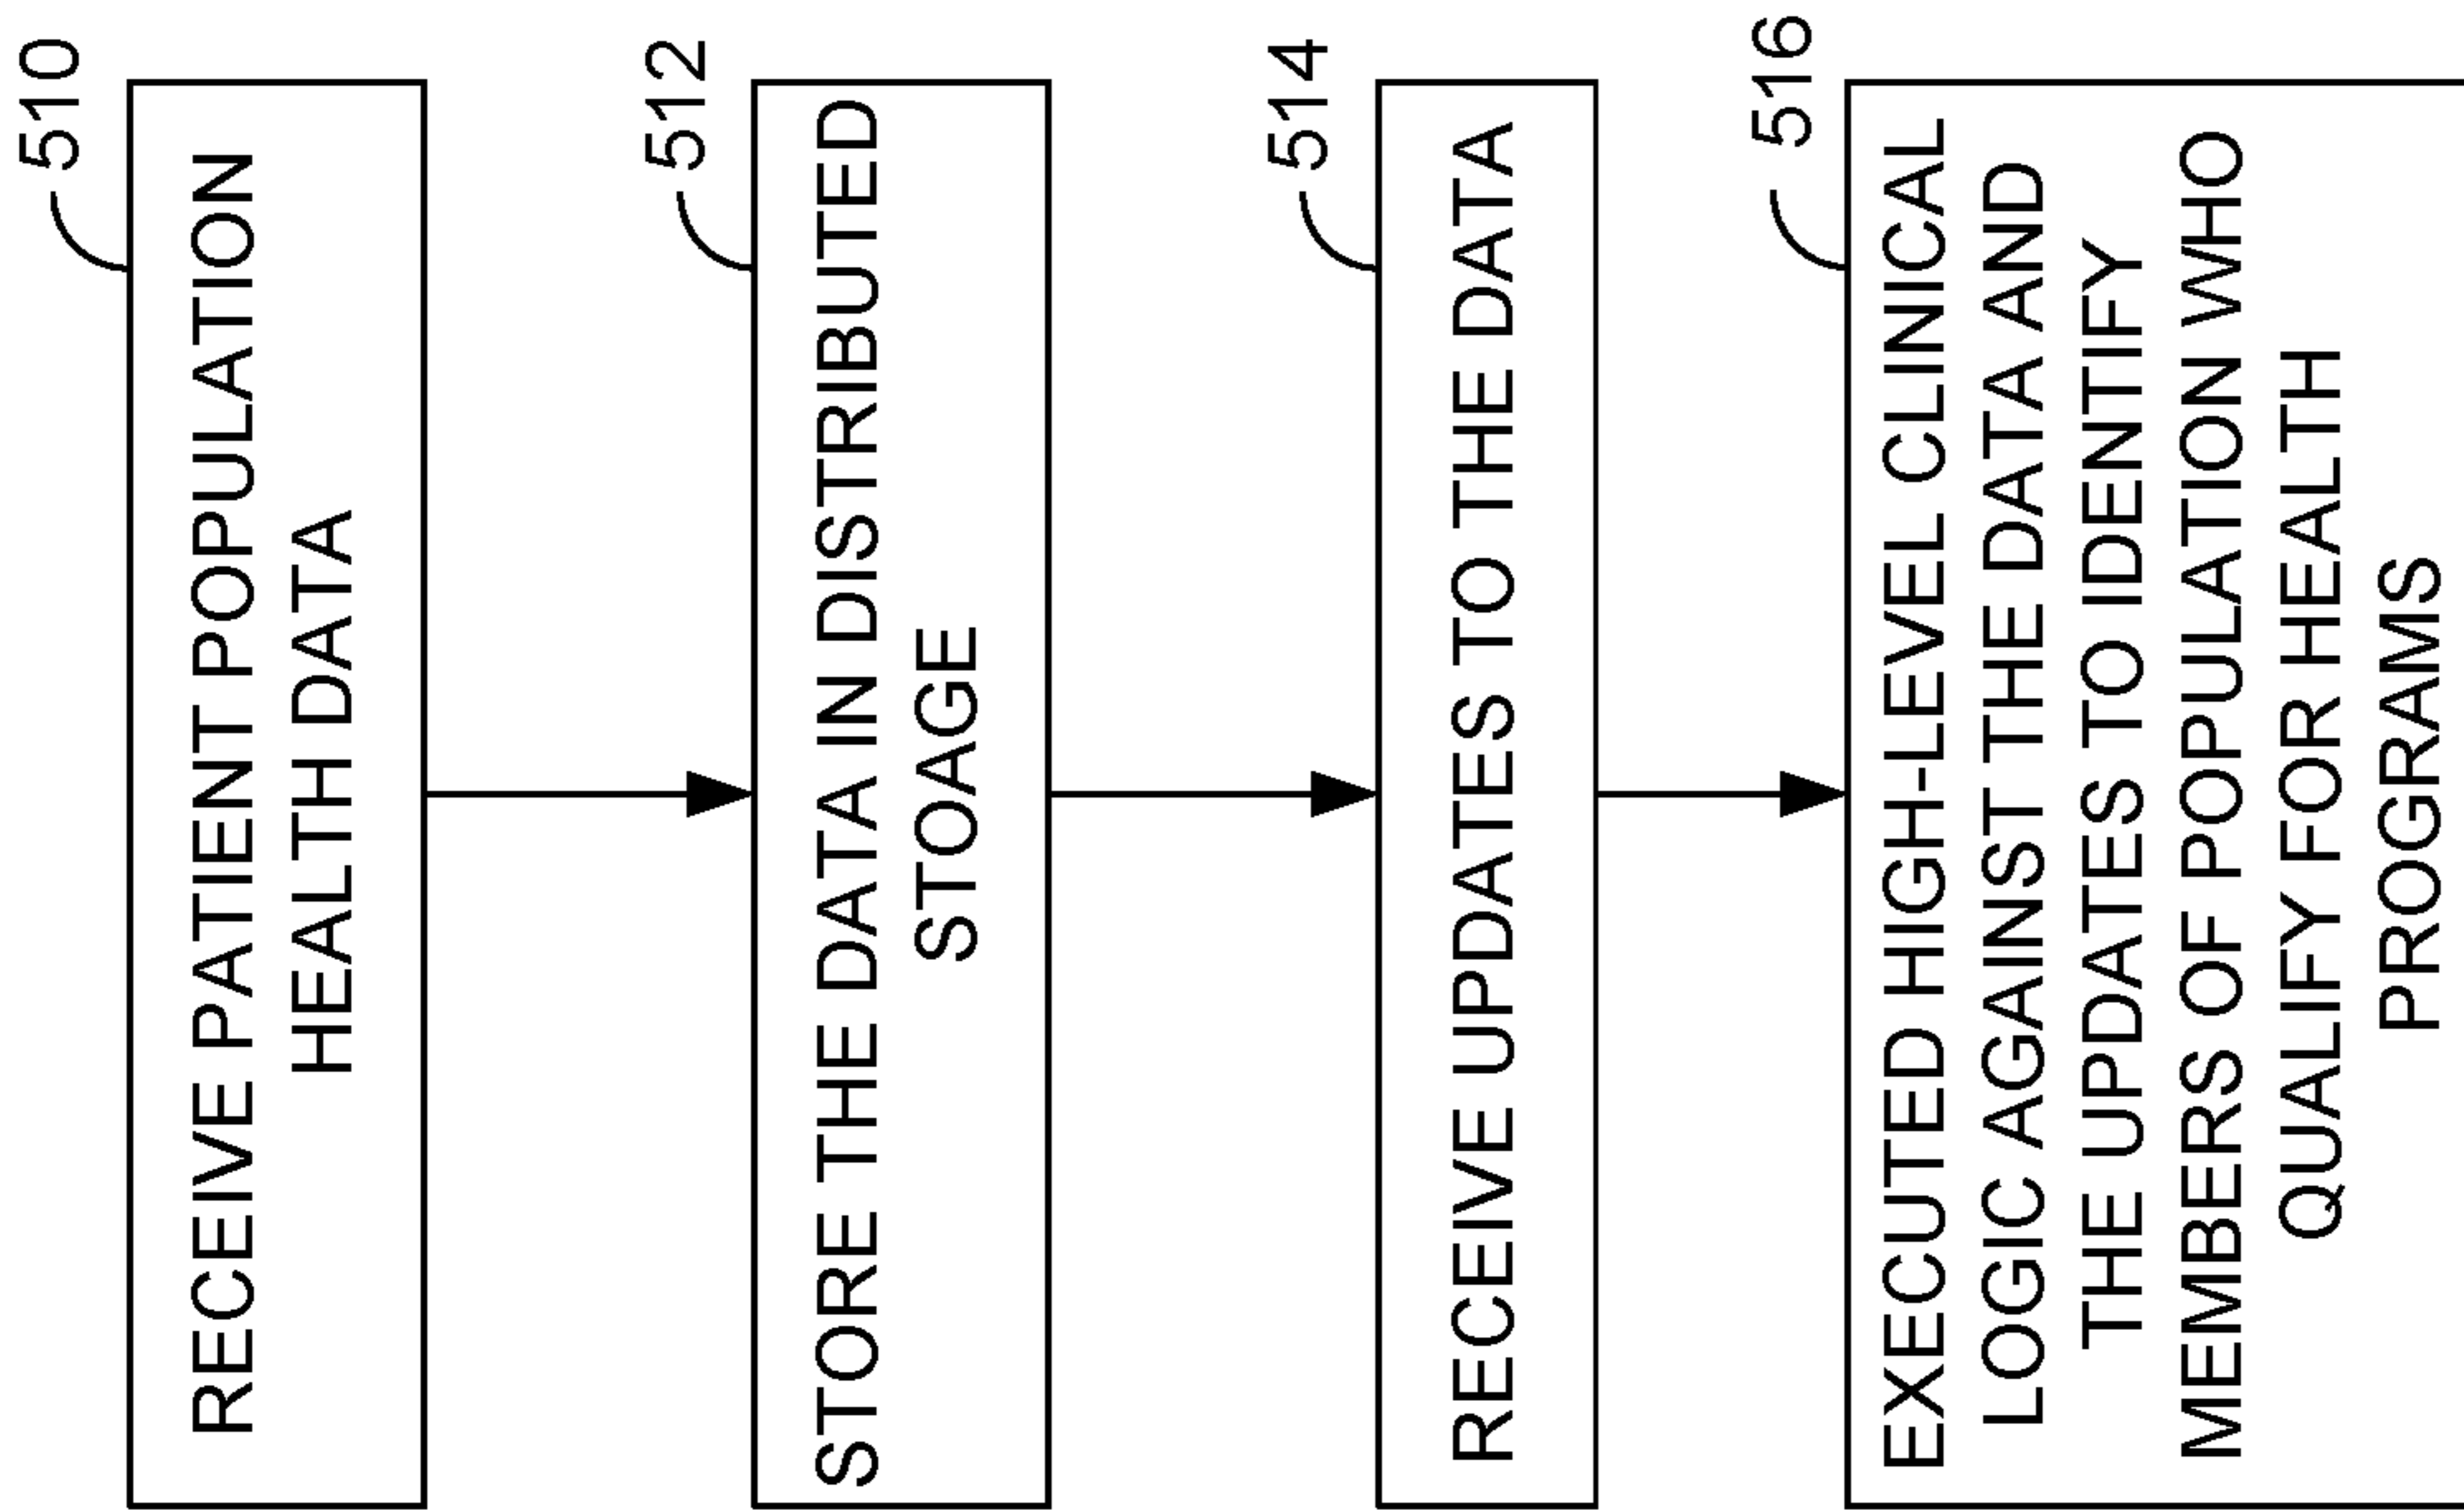 510
RECEIVE PATIENT POPULATION
HEALTH DATA
512
STORE THE DATA IN DISTRIBUTED
STOAGE
514
RECEIVE UPDATES TO THE DATA
516
EXECUTED HIGH-LEVEL CLINICAL
LOGIC AGAINST THE DATA AND
THE UPDATES TO IDENTIFY
MEMBERS OF POPULATION WHO
QUALIFY FOR HEALTH
PROGRAMS